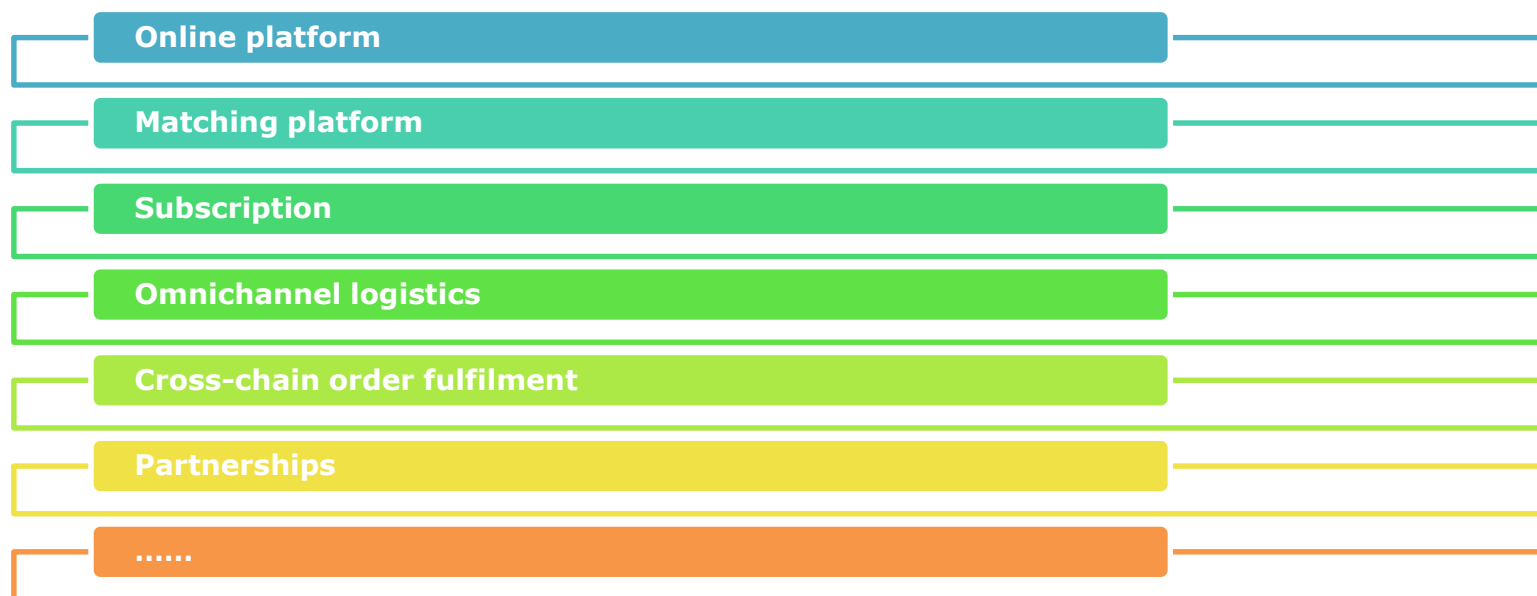 Online platform
Matching platform
Subscription
Omnichannel logistics
Cross-chain order fulfilment
Partnerships
......